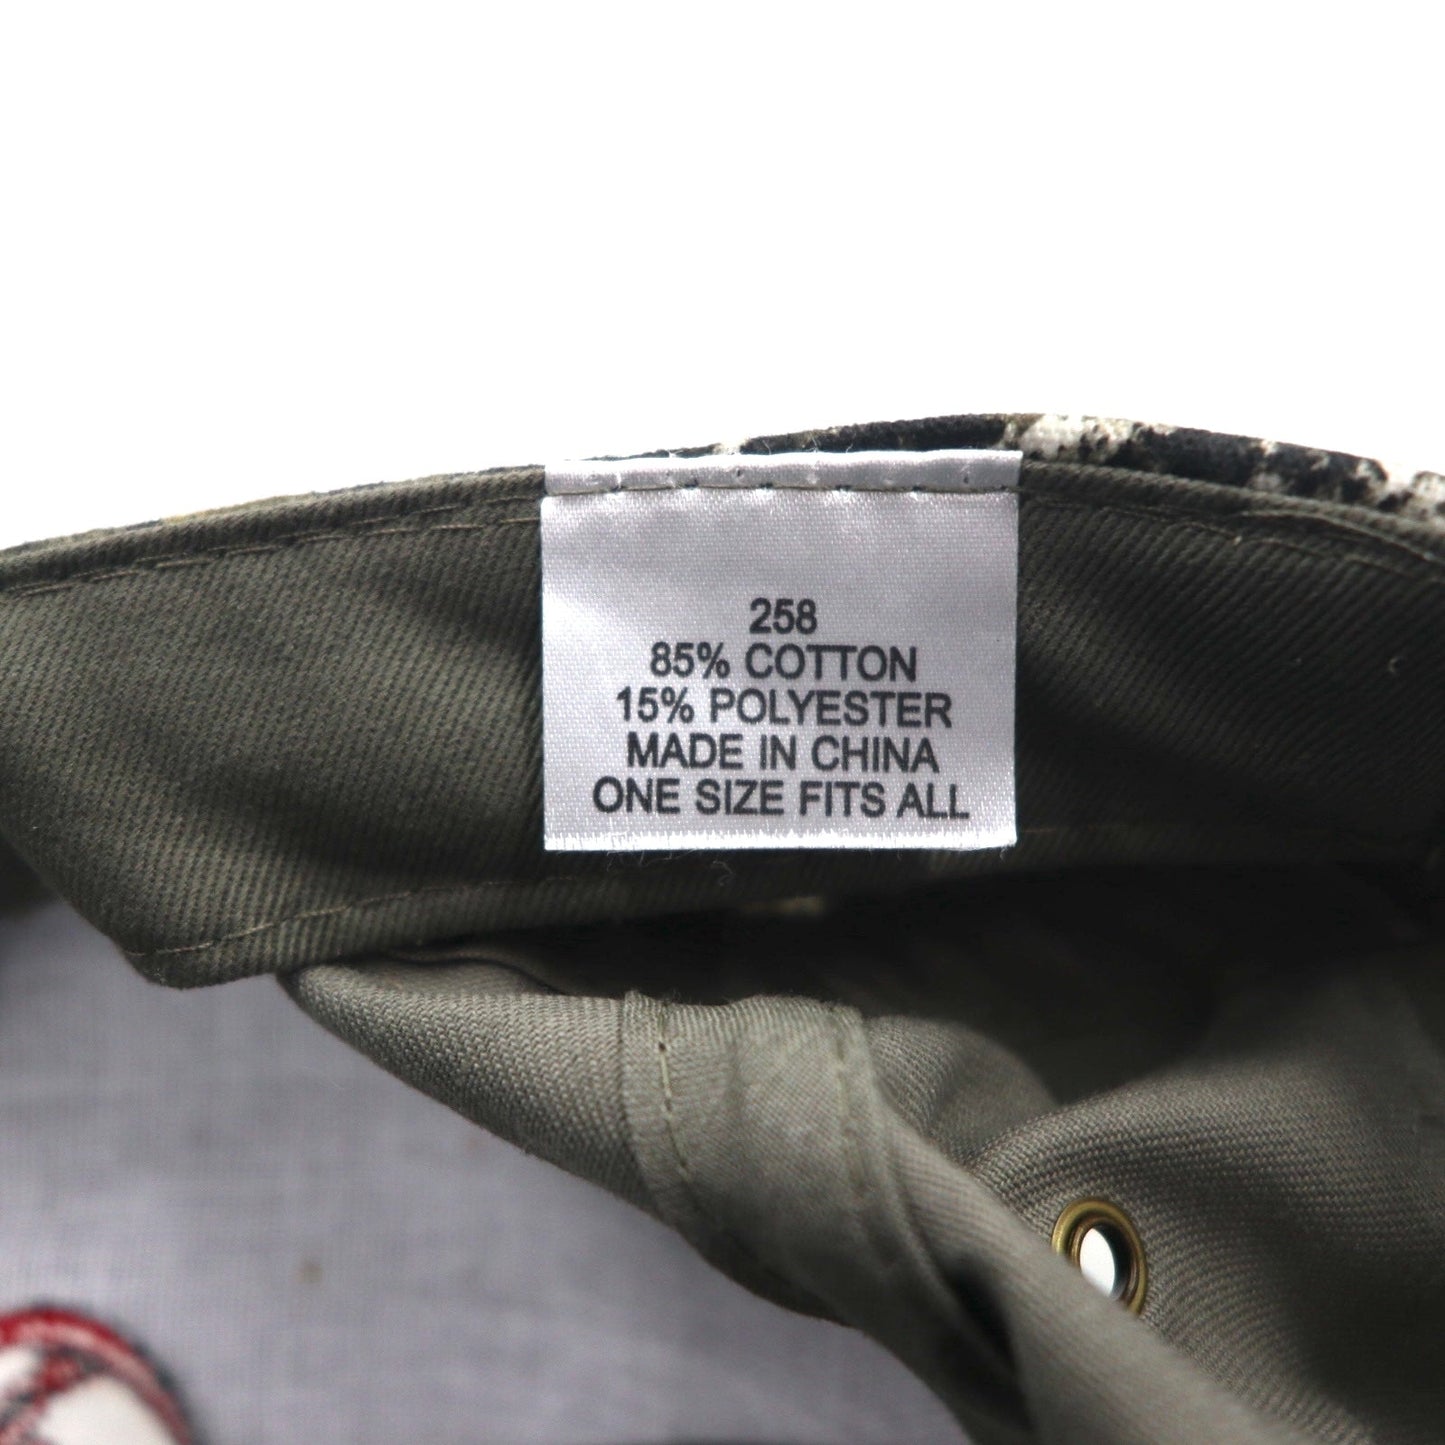 258
85% COTTON
15% POLYESTER
MADE IN CHINA
ONE SIZE FITS ALL